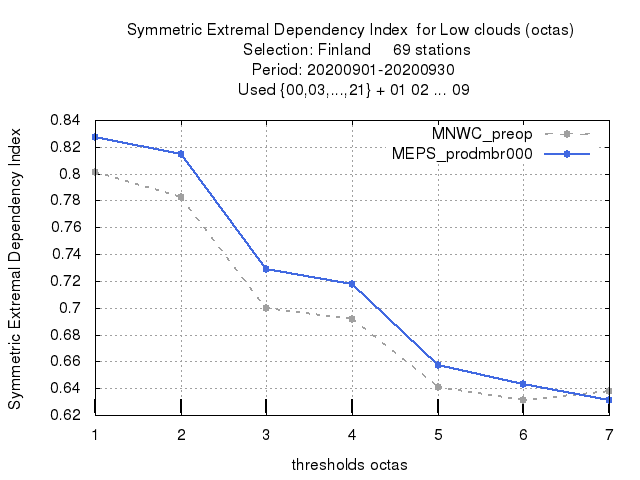 Symmetric Extremal Dependency Index  for Low clouds (octas)
Selection: Finland     69 stations
Period: 20200901-20200930
Used {00,03,...,21} + 01 02 ... 09
Symmetric Extremal Dependency Index
0.84
0.82
0.8
0.78
0.76
0.74
0.72
0.7
0.68
0.66
0.64
0.62
MNWC_preop
MEPS_prodmbr000
1 2 3 4 5 6 7
thresholds octas